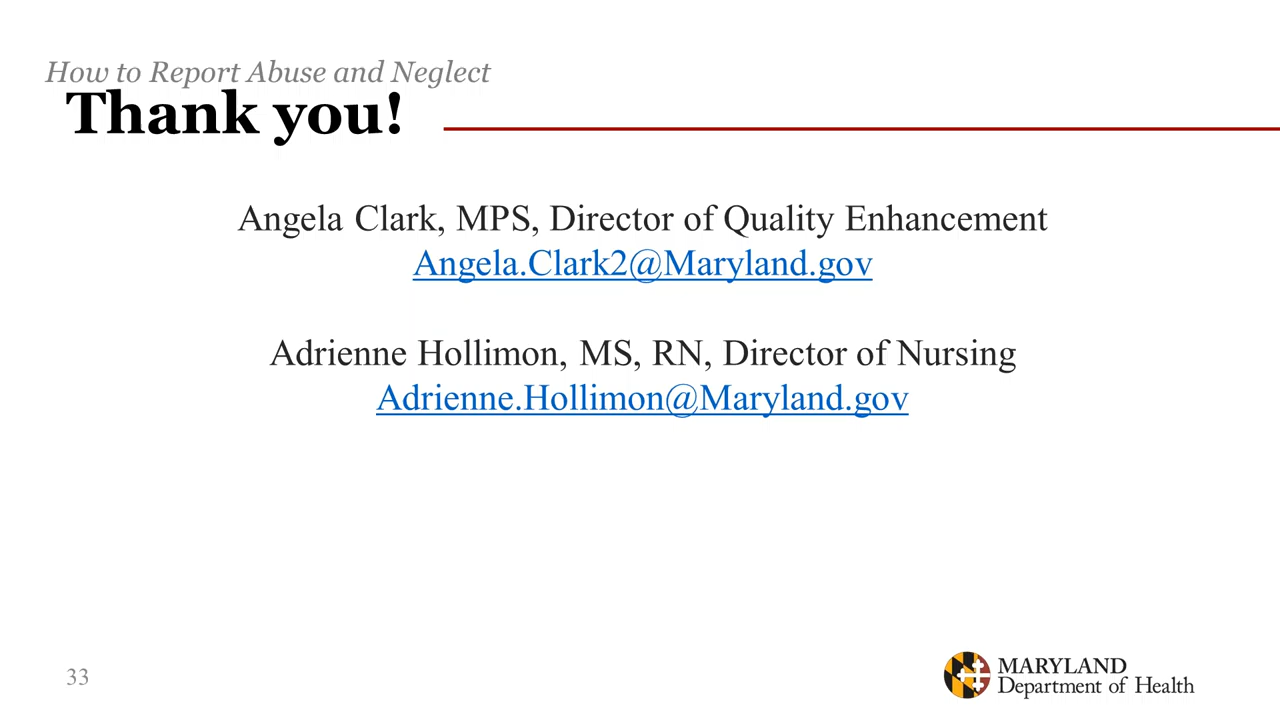 How to Report Abuse and Neglect
Thank you!
Angela Clark, MPS, Director of Quality Enhancement
Angela.Clark2@Maryland.gov
Adrienne Hollimon, MS, RN, Director of Nursing
Adrienne.Hollimon@Maryland.gov
33
MARYLAND
Department of Health